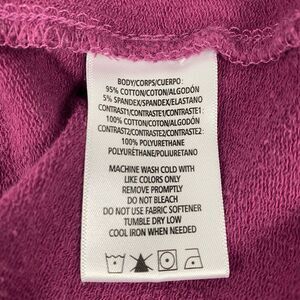 BODY/CORPS/CUERPO:
95% COTTON/COTON/ALGODÓN
5% SPANDEX/SPANDEX/ELASTANO
CONTRAST1/CONTRASTE1/CONTRASTE1:
100% COTTON/COTON/ALGODÓN
CONTRAST2/CONTRASTE2/CONTRASTE2:
100% POLYURETHANE
POLYURÉTHANE/POLIURETANO
MACHINE WASH COLD WITH
LIKE COLORS ONLY
REMOVE PROMPTLY
DO NOT BLEACH
DO NOT USE FABRIC SOFTENER
TUMBLE DRY LOW
COOL IRON WHEN NEEDED